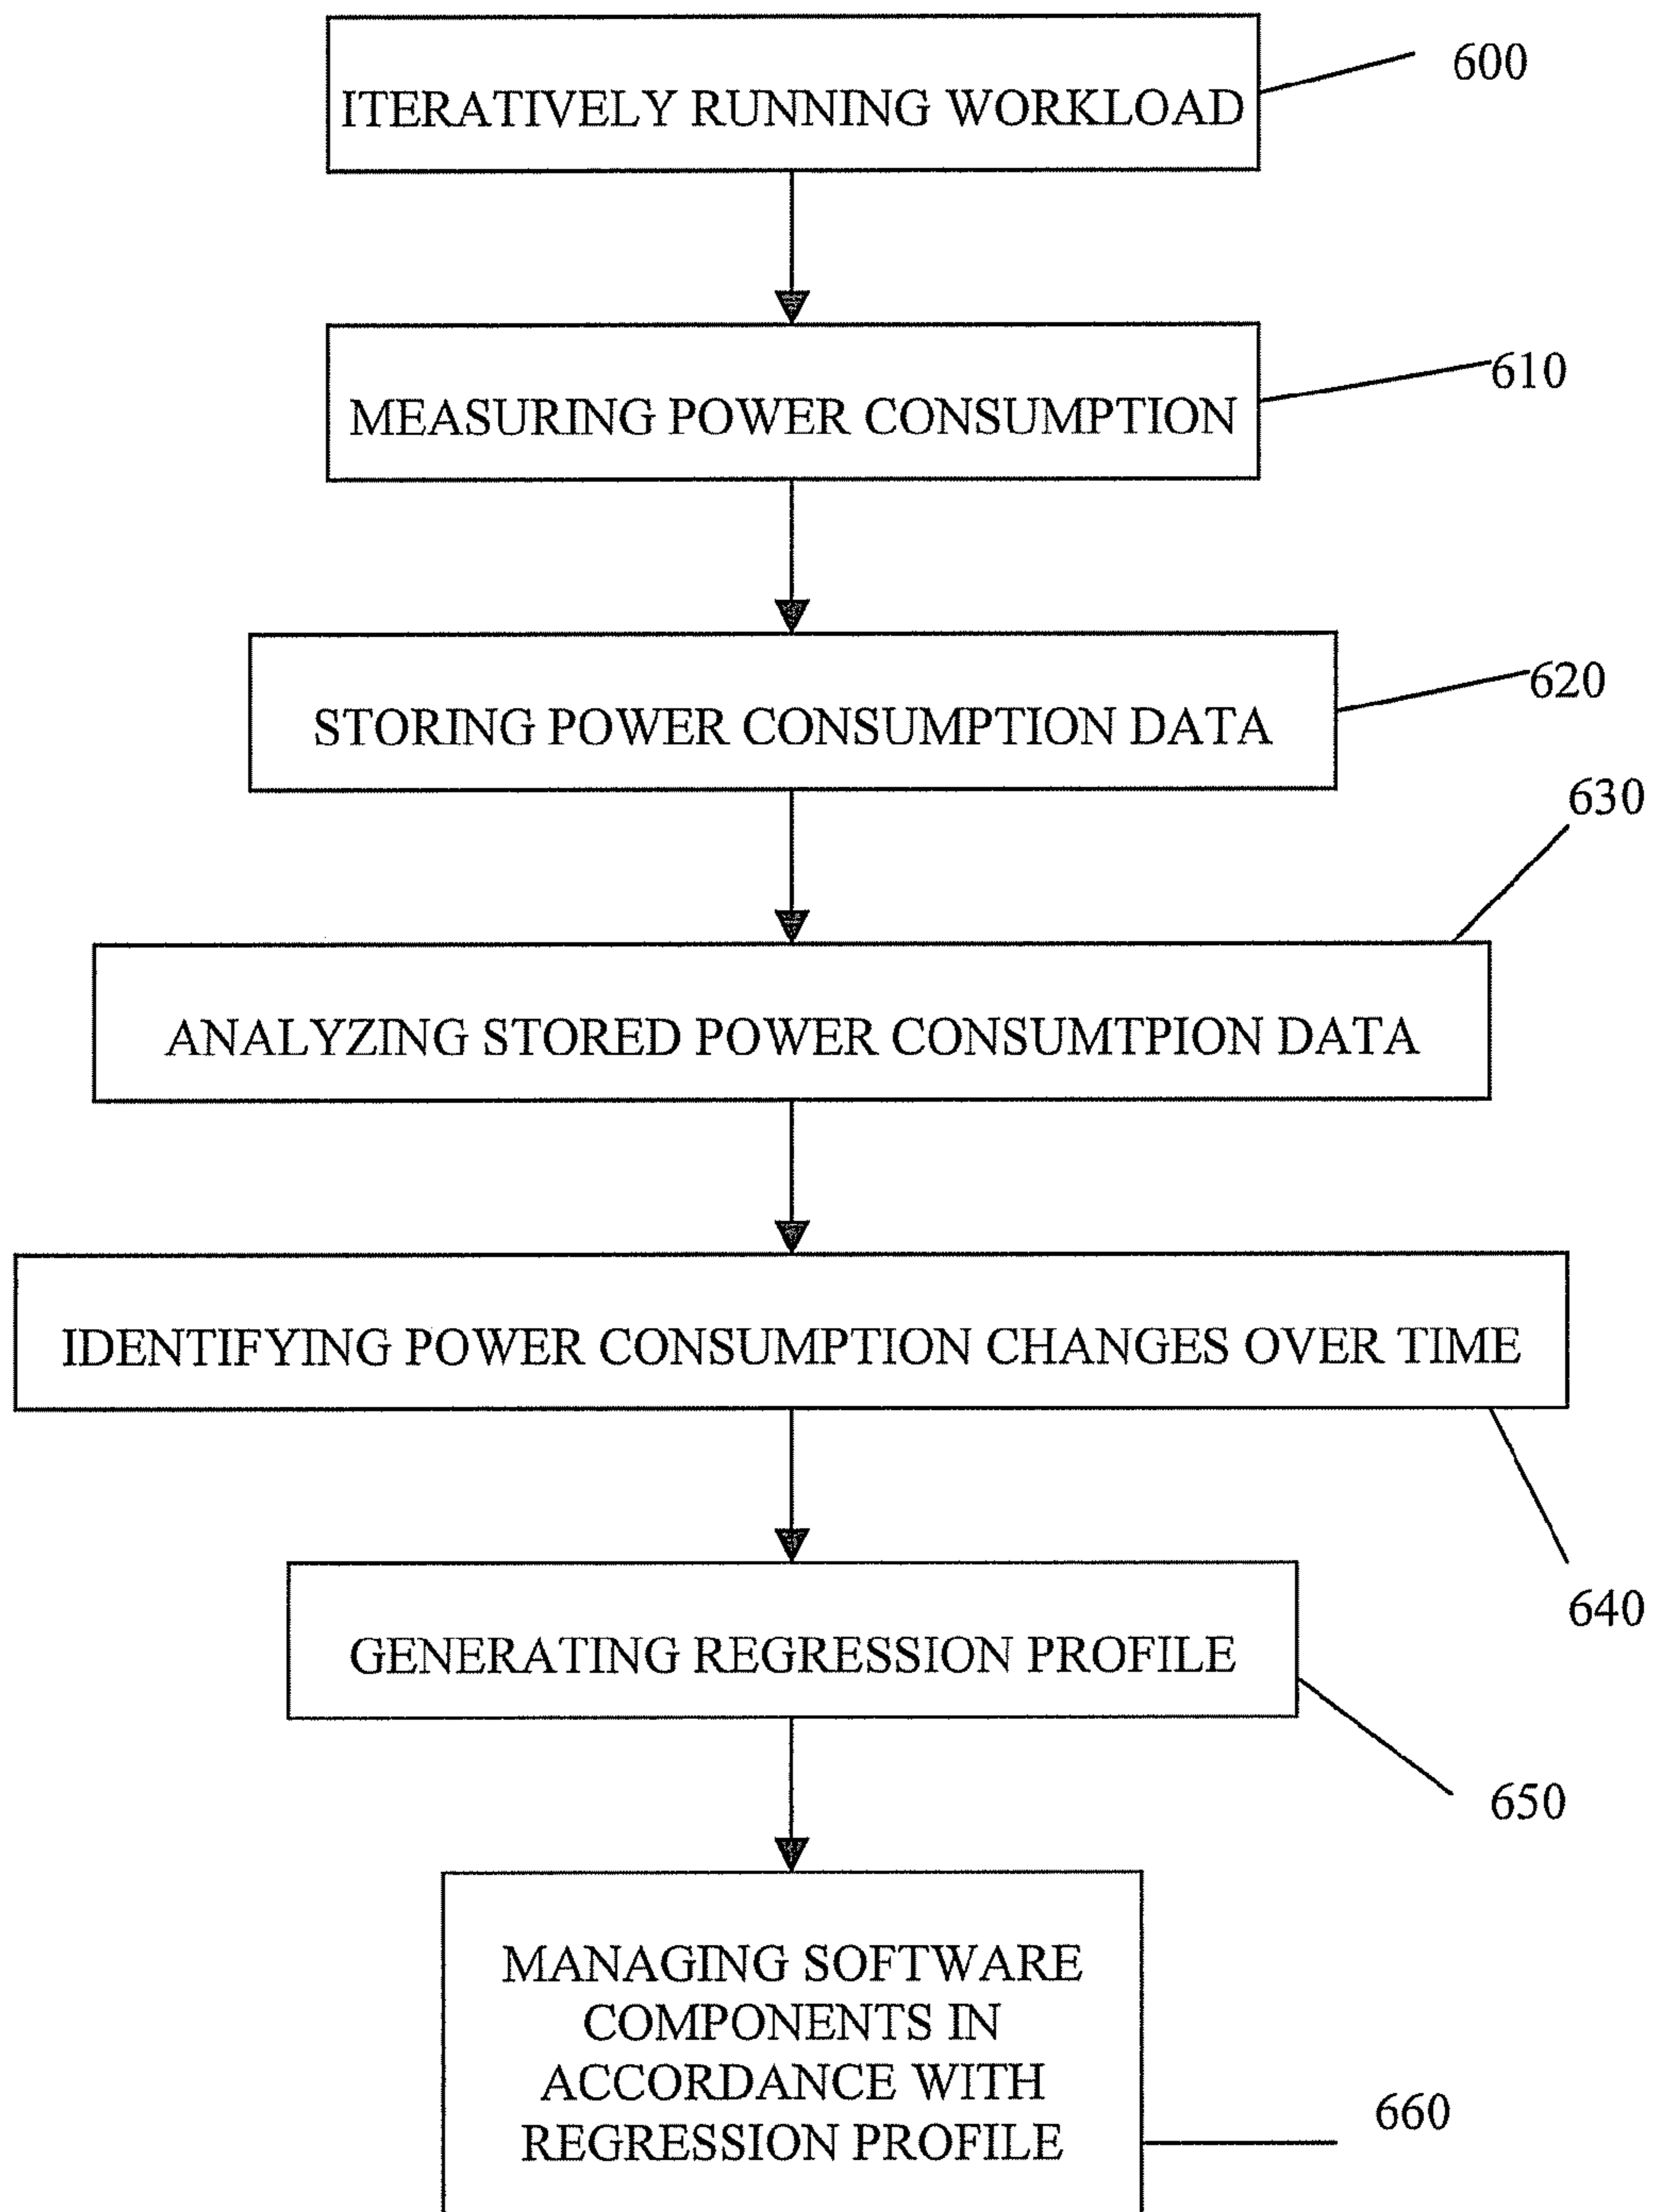 600
ITERATIVELY RUNNING WORKLOAD
610
MEASURING POWER CONSUMPTION
620
STORING POWER CONSUMPTION DATA
630
ANALYZING STORED POWER CONSUMTPION DATA
IDENTIFYING POWER CONSUMPTION CHANGES OVER TIME
640
GENERATING REGRESSION PROFILE
650
MANAGING SOFTWARE
COMPONENTS IN
ACCORDANCE WITH
REGRESSION PROFILE
660